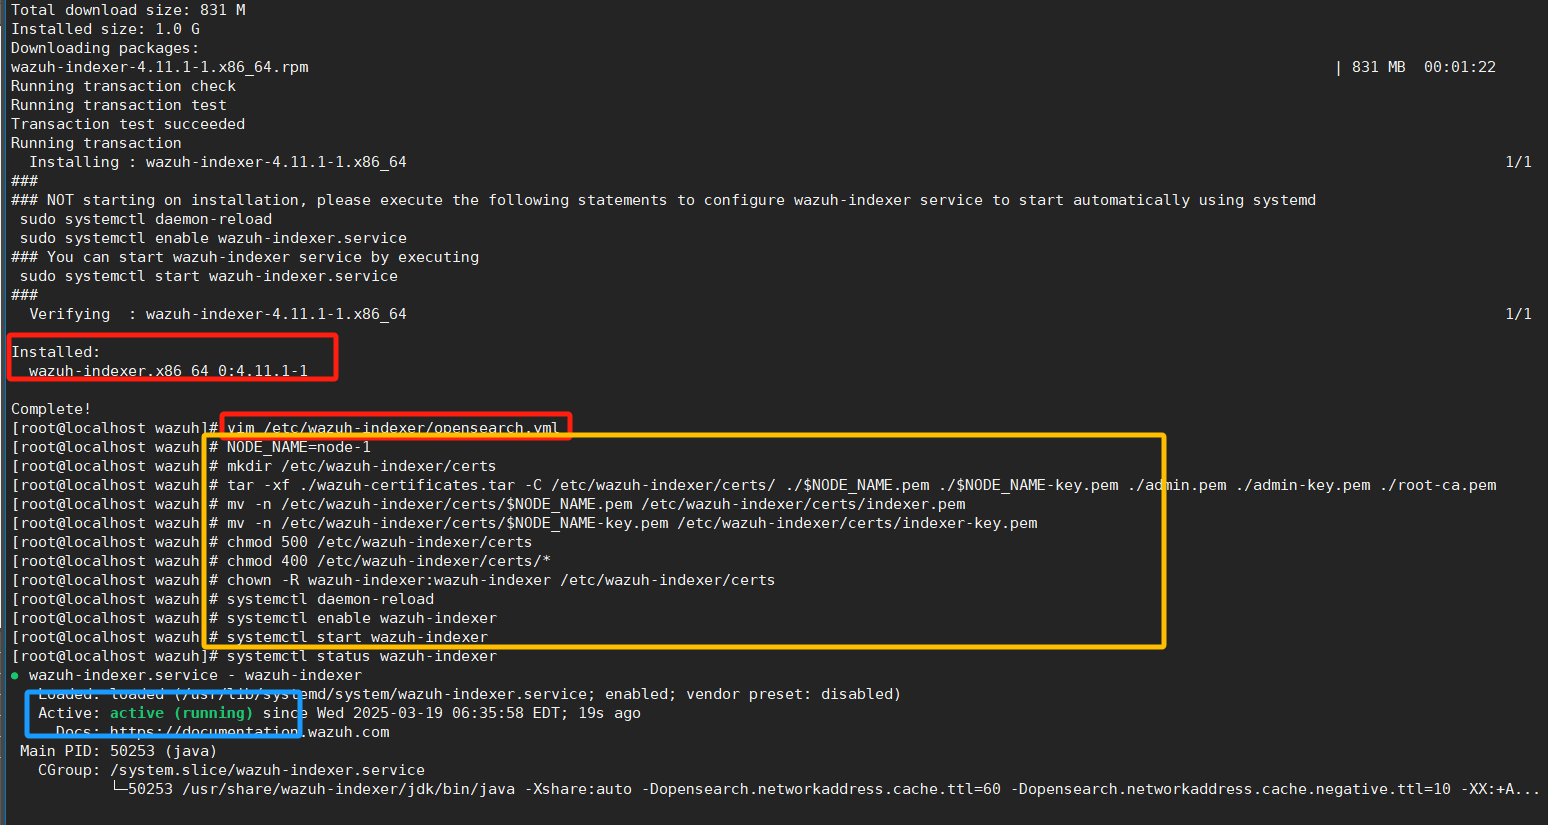 Total download size: 831 M
Installed size: 1.0 G
Downloading packages:
wazuh-indexer-4.11.1-1.x86_64.rpm | 831 MB 00:01:22
Running transaction check
Running transaction test
Transaction test succeeded
Running transaction
Installing : wazuh-indexer-4.11.1-1.x86_64 1/1
###
### NOT starting on installation, please execute the following statements to configure wazuh-indexer service to start automatically using systemd
sudo systemctl daemon-reload
sudo systemctl enable wazuh-indexer.service
### You can start wazuh-indexer service by executing
sudo systemctl start wazuh-indexer.service
###
Verifying : wazuh-indexer-4.11.1-1.x86_64 1/1
Installed:
wazuh-indexer.x86_64 0:4.11.1-1
Complete!
[root@localhost wazuh]# vim /etc/wazuh-indexer/opensearch.yml
[root@localhost wazuh]# NODE_NAME=node-1
[root@localhost wazuh]# mkdir /etc/wazuh-indexer/certs
[root@localhost wazuh]# tar -xf ./wazuh-certificates.tar -C /etc/wazuh-indexer/certs/ ./$NODE_NAME.pem ./$NODE_NAME-key.pem ./admin.pem ./admin-key.pem ./root-ca.pem
[root@localhost wazuh]# mv -n /etc/wazuh-indexer/certs/$NODE_NAME.pem /etc/wazuh-indexer/certs/indexer.pem
[root@localhost wazuh]# mv -n /etc/wazuh-indexer/certs/$NODE_NAME-key.pem /etc/wazuh-indexer/certs/indexer-key.pem
[root@localhost wazuh]# chmod 500 /etc/wazuh-indexer/certs
[root@localhost wazuh]# chmod 400 /etc/wazuh-indexer/certs/*
[root@localhost wazuh]# chown -R wazuh-indexer:wazuh-indexer /etc/wazuh-indexer/certs
[root@localhost wazuh]# systemctl daemon-reload
[root@localhost wazuh]# systemctl enable wazuh-indexer
[root@localhost wazuh]# systemctl start wazuh-indexer
[root@localhost wazuh]# systemctl status wazuh-indexer
● wazuh-indexer.service - wazuh-indexer
Loaded: loaded (/usr/lib/systemd/system/wazuh-indexer.service; enabled; vendor preset: disabled)
Active: active (running) since Wed 2025-03-19 06:35:58 EDT; 19s ago
Docs: https://documentation.wazuh.com
Main PID: 50253 (java)
CGroup: /system.slice/wazuh-indexer.service
└─50253 /usr/share/wazuh-indexer/jdk/bin/java -Xshare:auto -Dopensearch.networkaddress.cache.ttl=60 -Dopensearch.networkaddress.cache.negative.ttl=10 -XX:+A...